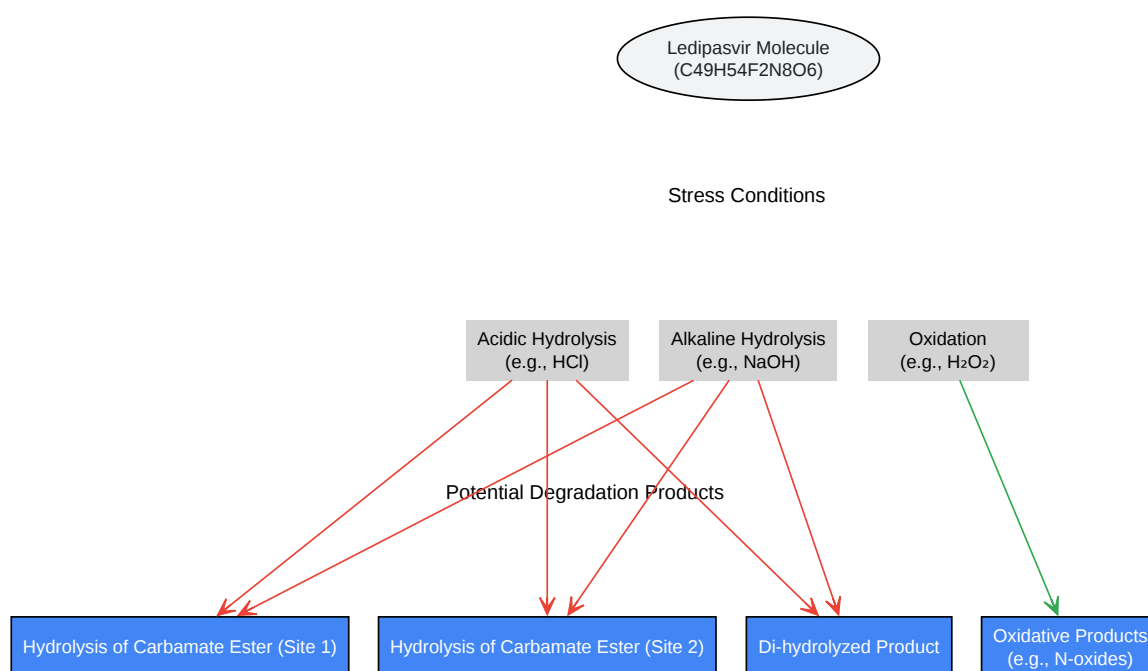 Ledipasvir Molecule
(C49H54F2N8O6)
Stress Conditions
Acidic Hydrolysis
(e.g., HCl)
Alkaline Hydrolysis
(e.g., NaOH)
Oxidation
(e.g., H₂O₂)
Potential Degradation Products
Hydrolysis of Carbamate Ester (Site 1)
Hydrolysis of Carbamate Ester (Site 2)
Di-hydrolyzed Product
Oxidative Products
(e.g., N-oxides)